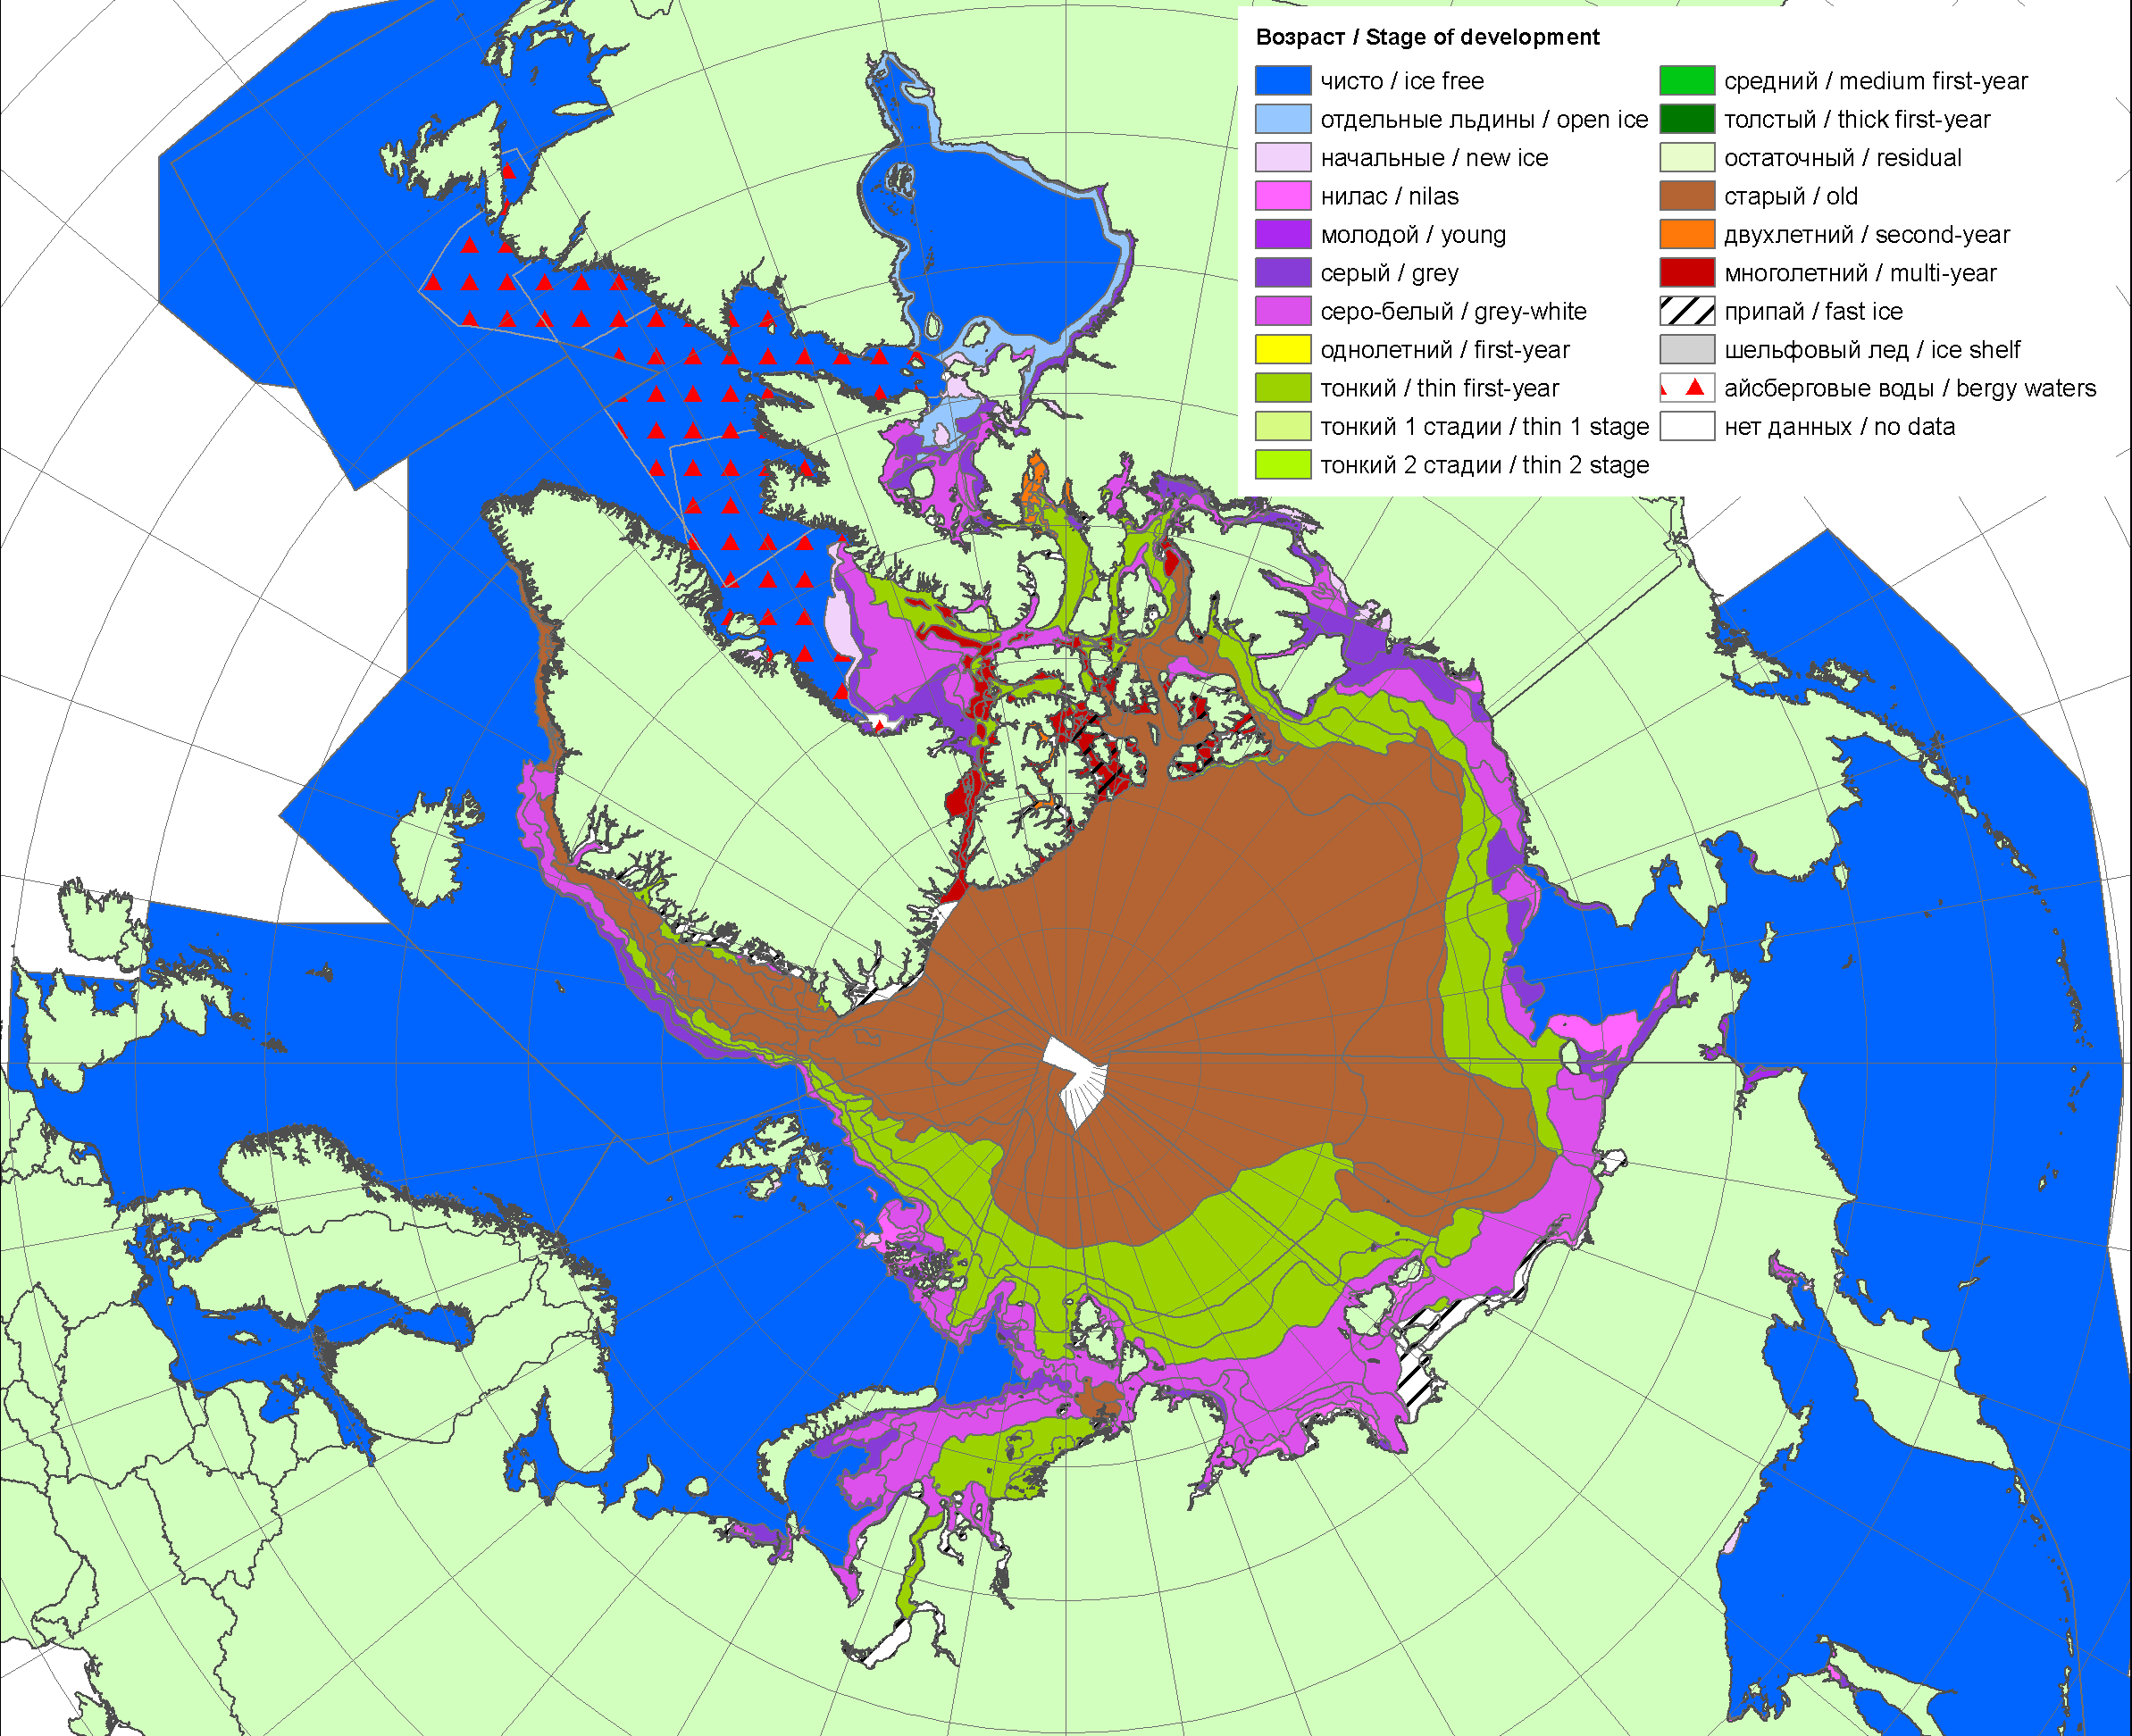 Возраст / Stage of development
чисто / ice free
отдельные льдины / open ice
начальные / new ice
нилас / nilas
молодой / young
серый / grey
серо-белый / grey-white
однолетний / first-year
тонкий / thin first-year
тонкий 1 стадии / thin 1 stage
тонкий 2 стадии / thin 2 stage
средний / medium first-year
толстый / thick first-year
остаточный / residual
старый / old
двухлетний / second-year
многолетний / multi-year
припай / fast ice
шельфовый лед / ice shelf
айсберговые воды / bergy waters
нет данных / no data